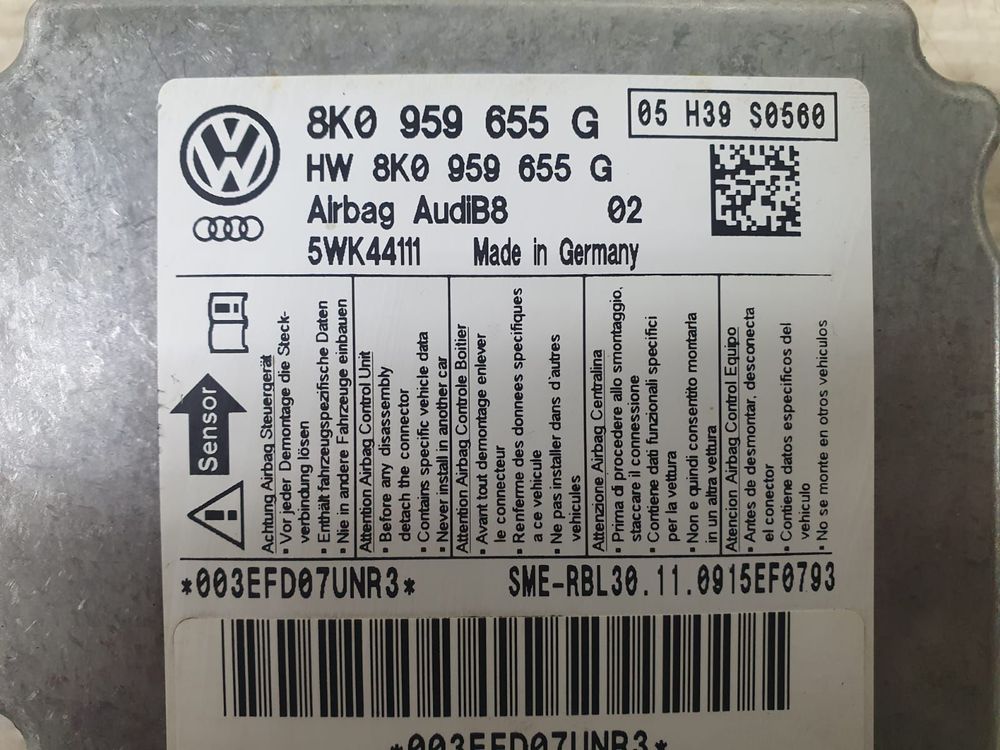 8K0 959 655 G
05 H39 S0560
HW 8K0 959 655 G
Airbag AudiB8 02
5WK44111 Made in Germany
Sensor
Achtung Airbag Steuergerät
• Vor jeder Demontage die Steck-
verbindung lösen
• Enthält fahrzeugspezifische Daten
• Nie in andere Fahrzeuge einbauen
Attention Airbag Control Unit
• Before any disassembly
detach the connector
• Contains specific vehicle data
• Never install in another car
Attention Airbag Controle Boitier
• Avant tout demontage enlever
le connecteur
• Renferme des donnees specifiques
a ce vehicule
• Ne pas installer dans d'autres
vehicules
Attenzione Airbag Centralina
• Prima di procedere allo smontaggio,
staccare il connessione
• Contiene dati funzionali specifici
per la vettura
• Non e quindi consentito montarla
in un altra vettura
Atencion Airbag Control Equipo
• Antes de desmontar, desconecta
el conector
• Contiene datos especificos del
vehiculo
• No se monte en otros vehiculos
*003EFD07UNR3* SME-RBL30.11.0915EF0793
*003EFD07UNR3*